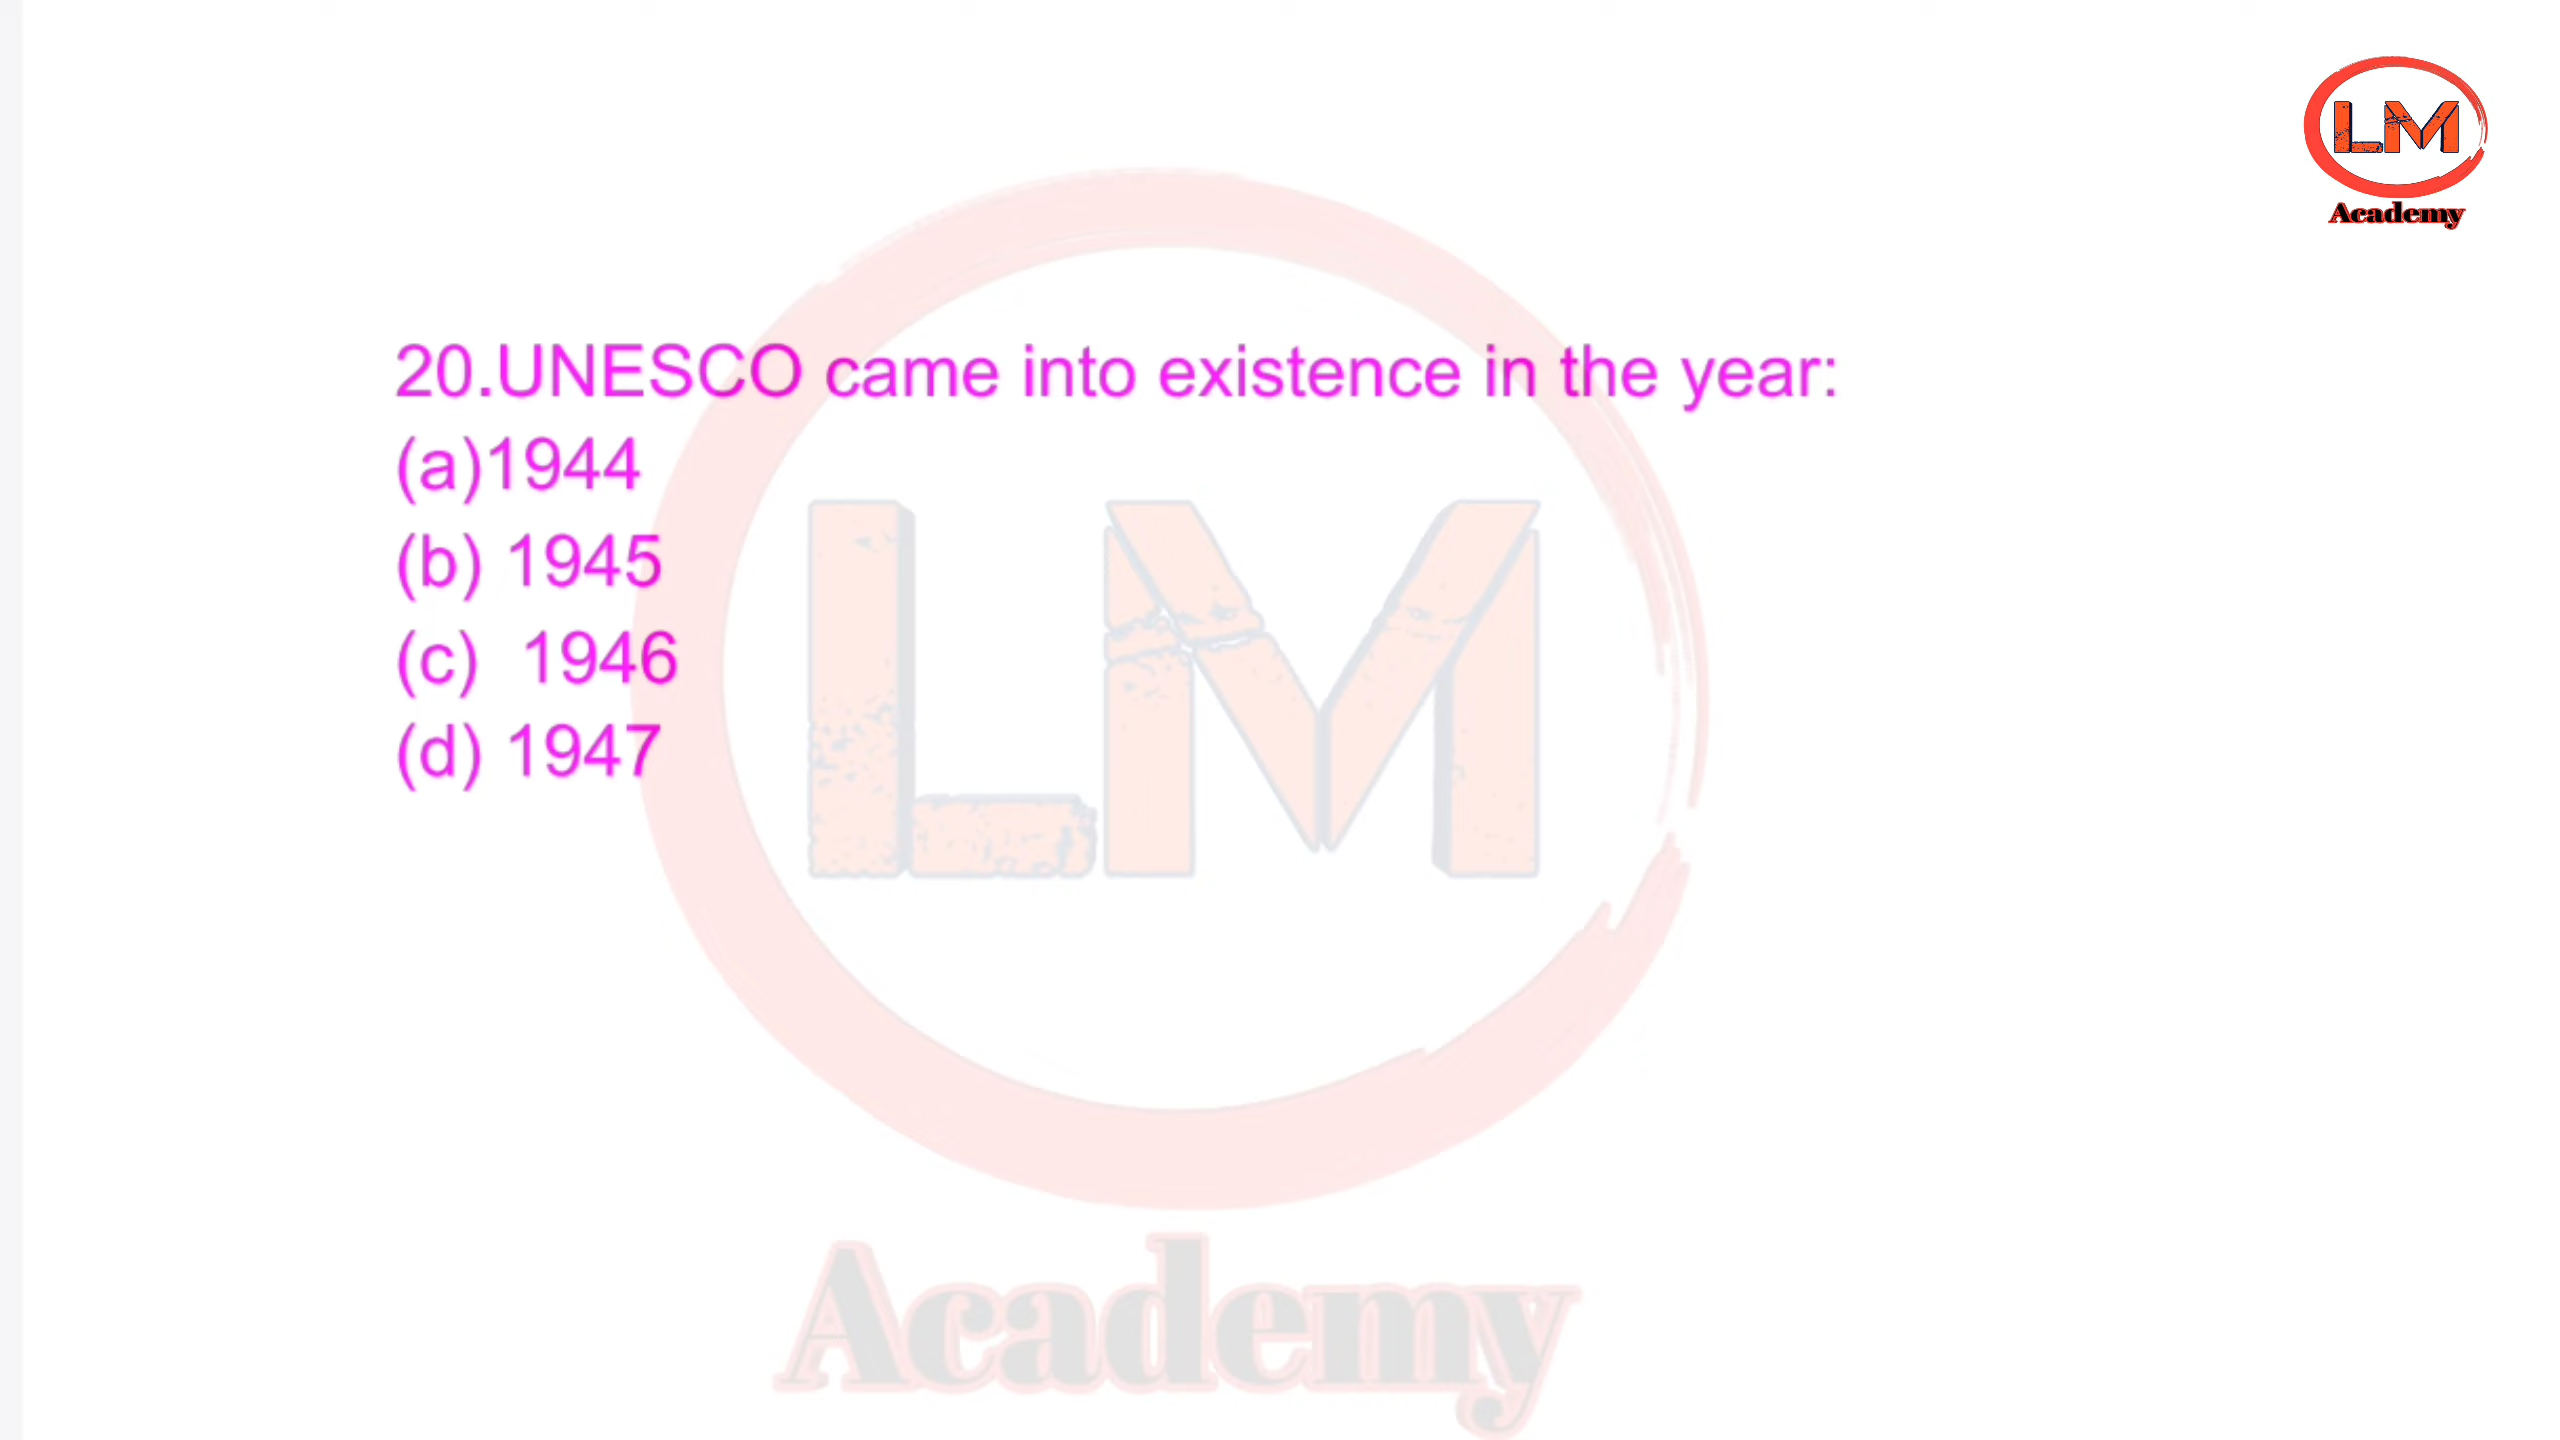 LM
Academy
20.UNESCO came into existence in the year:
(a)1944
(b) 1945
(c)  1946
(d) 1947
LM
Academy